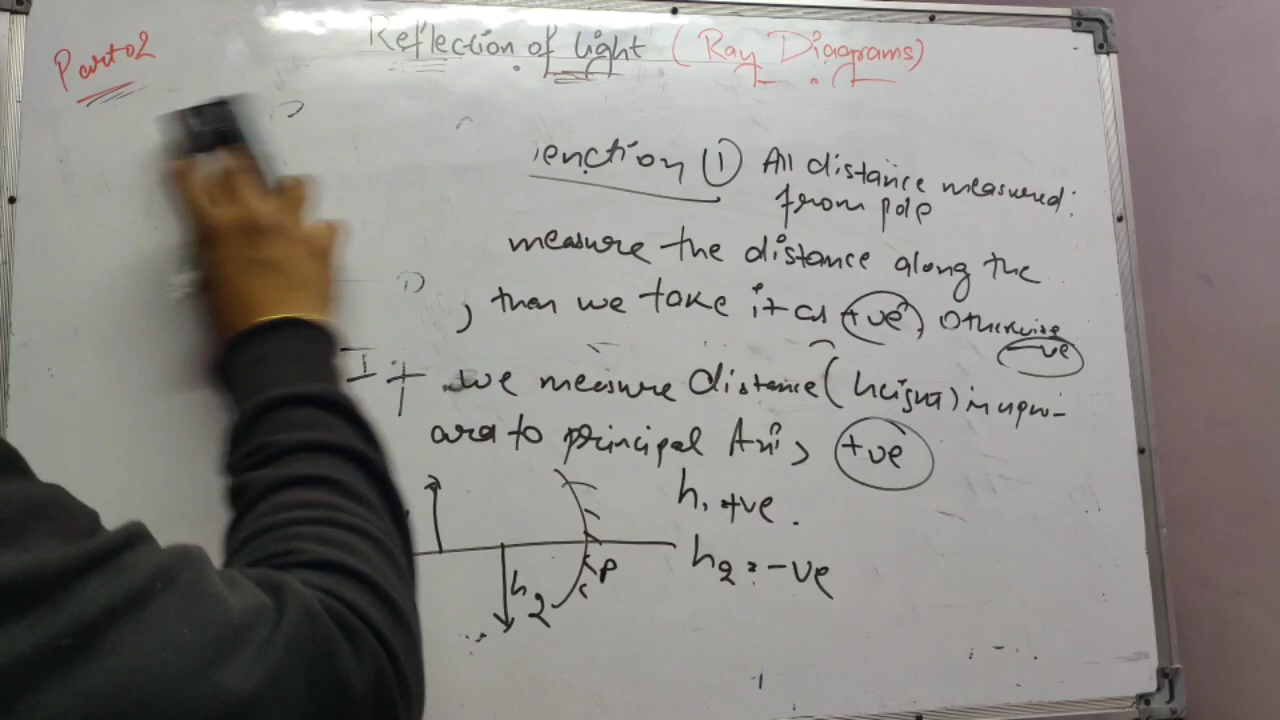 Part 02
Reflection of light (Ray Diagrams)
enction ① All distance measured
from pole
measure the distance along the
, then we take it as +ve, Otherwise
-ve
If we measure Distance (height) in upw-
ard to principal Axis, +ve
h1 +ve.
h2 = -ve
P
h2